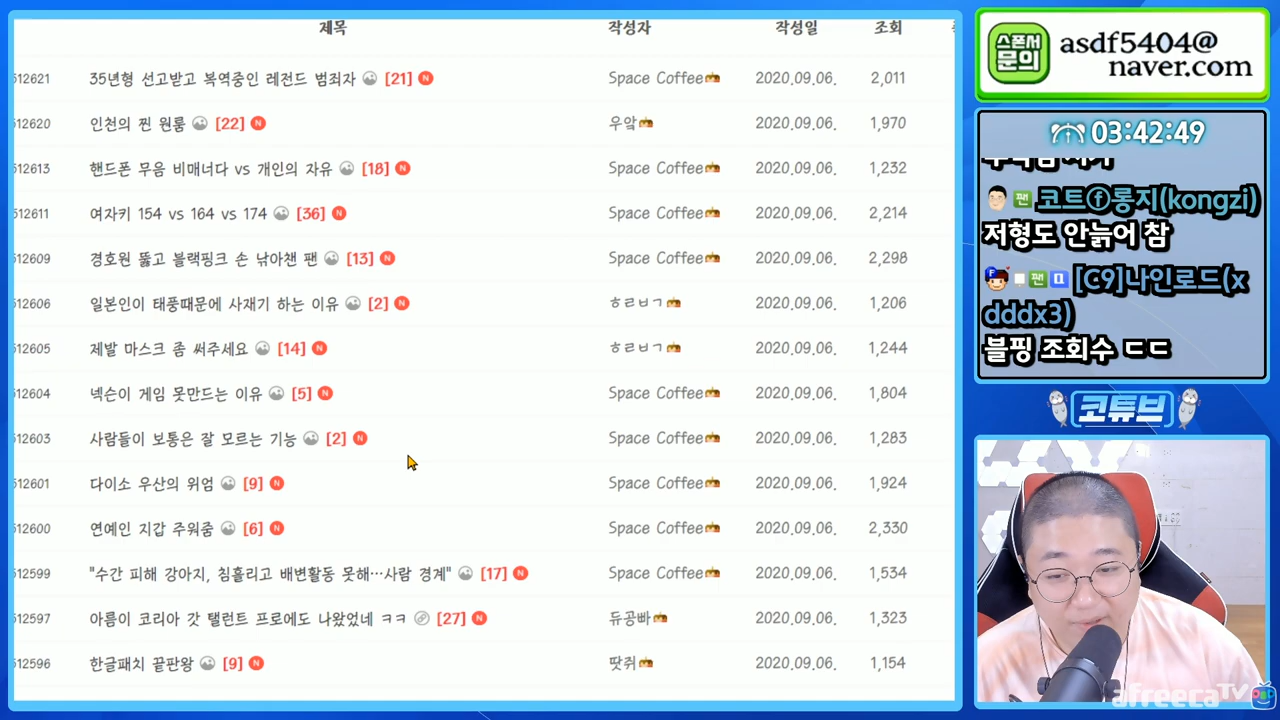 제목 작성자 작성일 조회
512621 35년형 선고받고 복역중인 레전드 범죄자 [21] N Space Coffee 2020.09.06. 2,011
512620 인천의 찐 원룸 [22] N 우앜 2020.09.06. 1,970
512613 핸드폰 무음 비매너다 vs 개인의 자유 [18] N Space Coffee 2020.09.06. 1,232
512611 여자키 154 vs 164 vs 174 [36] N Space Coffee 2020.09.06. 2,214
512609 경호원 뚫고 블랙핑크 손 낚아챈 팬 [13] N Space Coffee 2020.09.06. 2,298
512606 일본인이 태풍때문에 사재기 하는 이유 [2] N ㅎㄹㅂㄱ 2020.09.06. 1,206
512605 제발 마스크 좀 써주세요 [14] N ㅎㄹㅂㄱ 2020.09.06. 1,244
512604 넥슨이 게임 못만드는 이유 [5] N Space Coffee 2020.09.06. 1,804
512603 사람들이 보통은 잘 모르는 기능 [2] N Space Coffee 2020.09.06. 1,283
512601 다이소 우산의 위엄 [9] N Space Coffee 2020.09.06. 1,924
512600 연예인 지갑 주워줌 [6] N Space Coffee 2020.09.06. 2,330
512599 "수간 피해 강아지, 침흘리고 배변활동 못해…사람 경계" [17] N Space Coffee 2020.09.06. 1,534
512597 아름이 코리아 갓 탤런트 프로에도 나왔었네 ㅋㅋ [27] N 듀공빠 2020.09.06. 1,323
512596 한글패치 끝판왕 [9] N 땃쥐 2020.09.06. 1,154
스폰서
문의
asdf5404@
naver.com
03:42:49
팬 코트ⓕ롱지(kongzi)
저형도 안늙어 참
F 팬 [C9]나인로드(x
dddx3)
블핑 조회수 ㄷㄷ
코튜브
afreecaTV